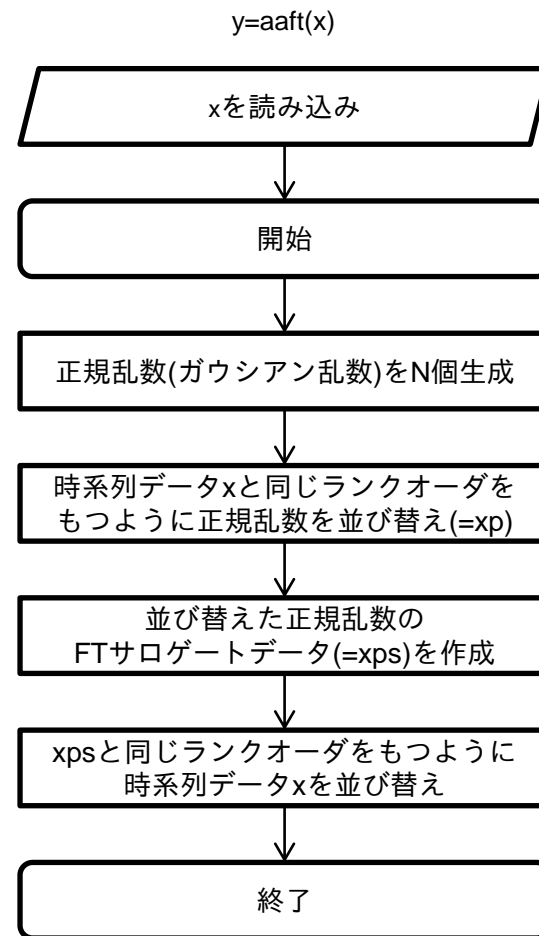 y=aaft(x)
xを読み込み
開始
正規乱数(ガウシアン乱数)をN個生成
時系列データxと同じランクオーダを
もつように正規乱数を並び替え(=xp)
並び替えた正規乱数の
FTサロゲートデータ(=xps)を作成
xpsと同じランクオーダをもつように
時系列データxを並び替え
終了